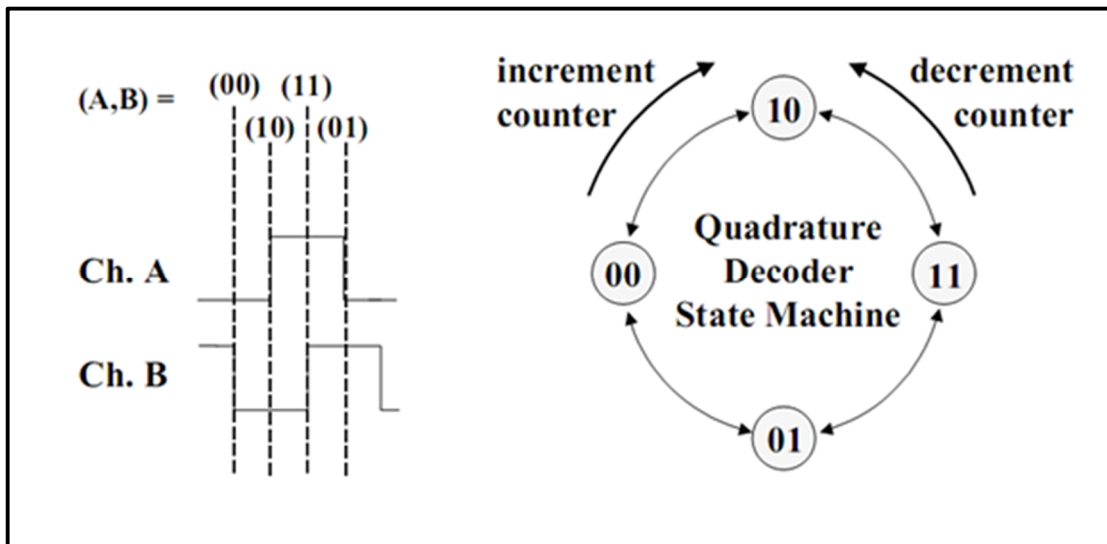 (A,B) =
(00) (11)
(10) (01)
Ch. A
Ch. B
increment
counter
decrement
counter
10
00
11
01
Quadrature
Decoder
State Machine